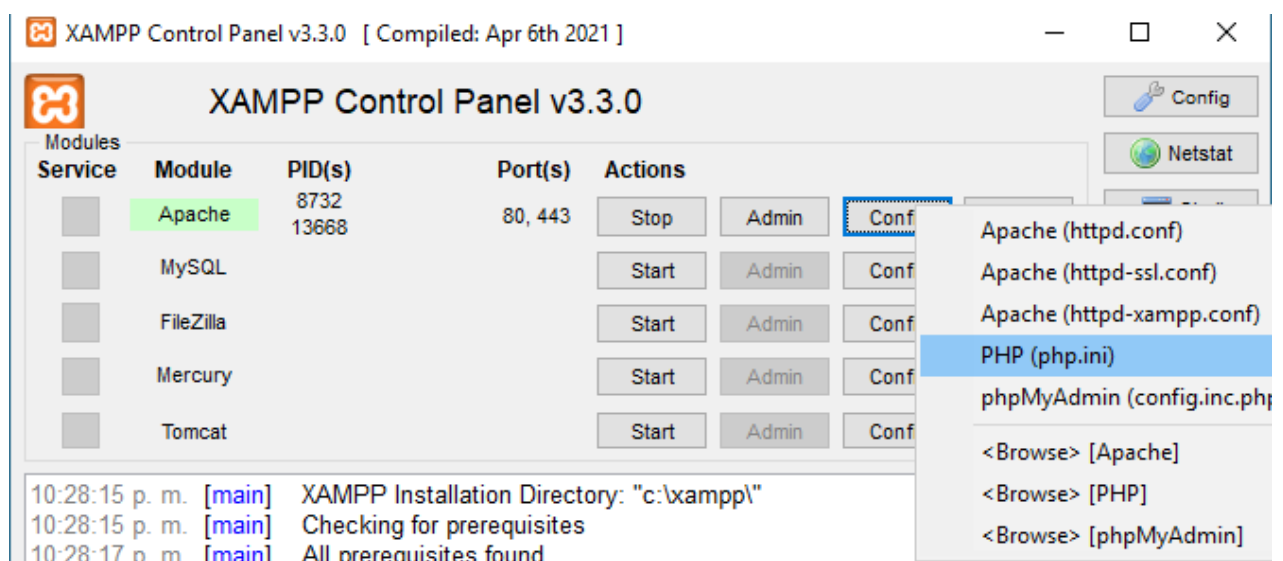 XAMPP Control Panel v3.3.0 [ Compiled: Apr 6th 2021 ]
XAMPP Control Panel v3.3.0
Config
Modules
Netstat
Service Module PID(s) Port(s) Actions
Apache 8732 13668 80, 443 Stop Admin Conf
MySQL Start Admin Conf
FileZilla Start Admin Conf
Mercury Start Admin Conf
Tomcat Start Admin Conf
Apache (httpd.conf)
Apache (httpd-ssl.conf)
Apache (httpd-xampp.conf)
PHP (php.ini)
phpMyAdmin (config.inc.php
<Browse> [Apache]
<Browse> [PHP]
<Browse> [phpMyAdmin]
10:28:15 p. m. [main] XAMPP Installation Directory: "c:\xampp\"
10:28:15 p. m. [main] Checking for prerequisites
10:28:17 p. m. [main] All prerequisites found